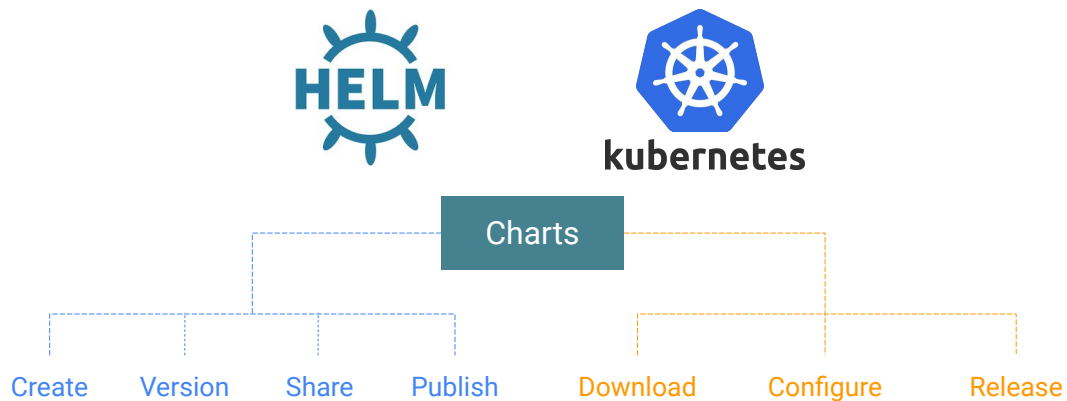 HELM
kubernetes
Charts
Create Version Share Publish Download Configure Release